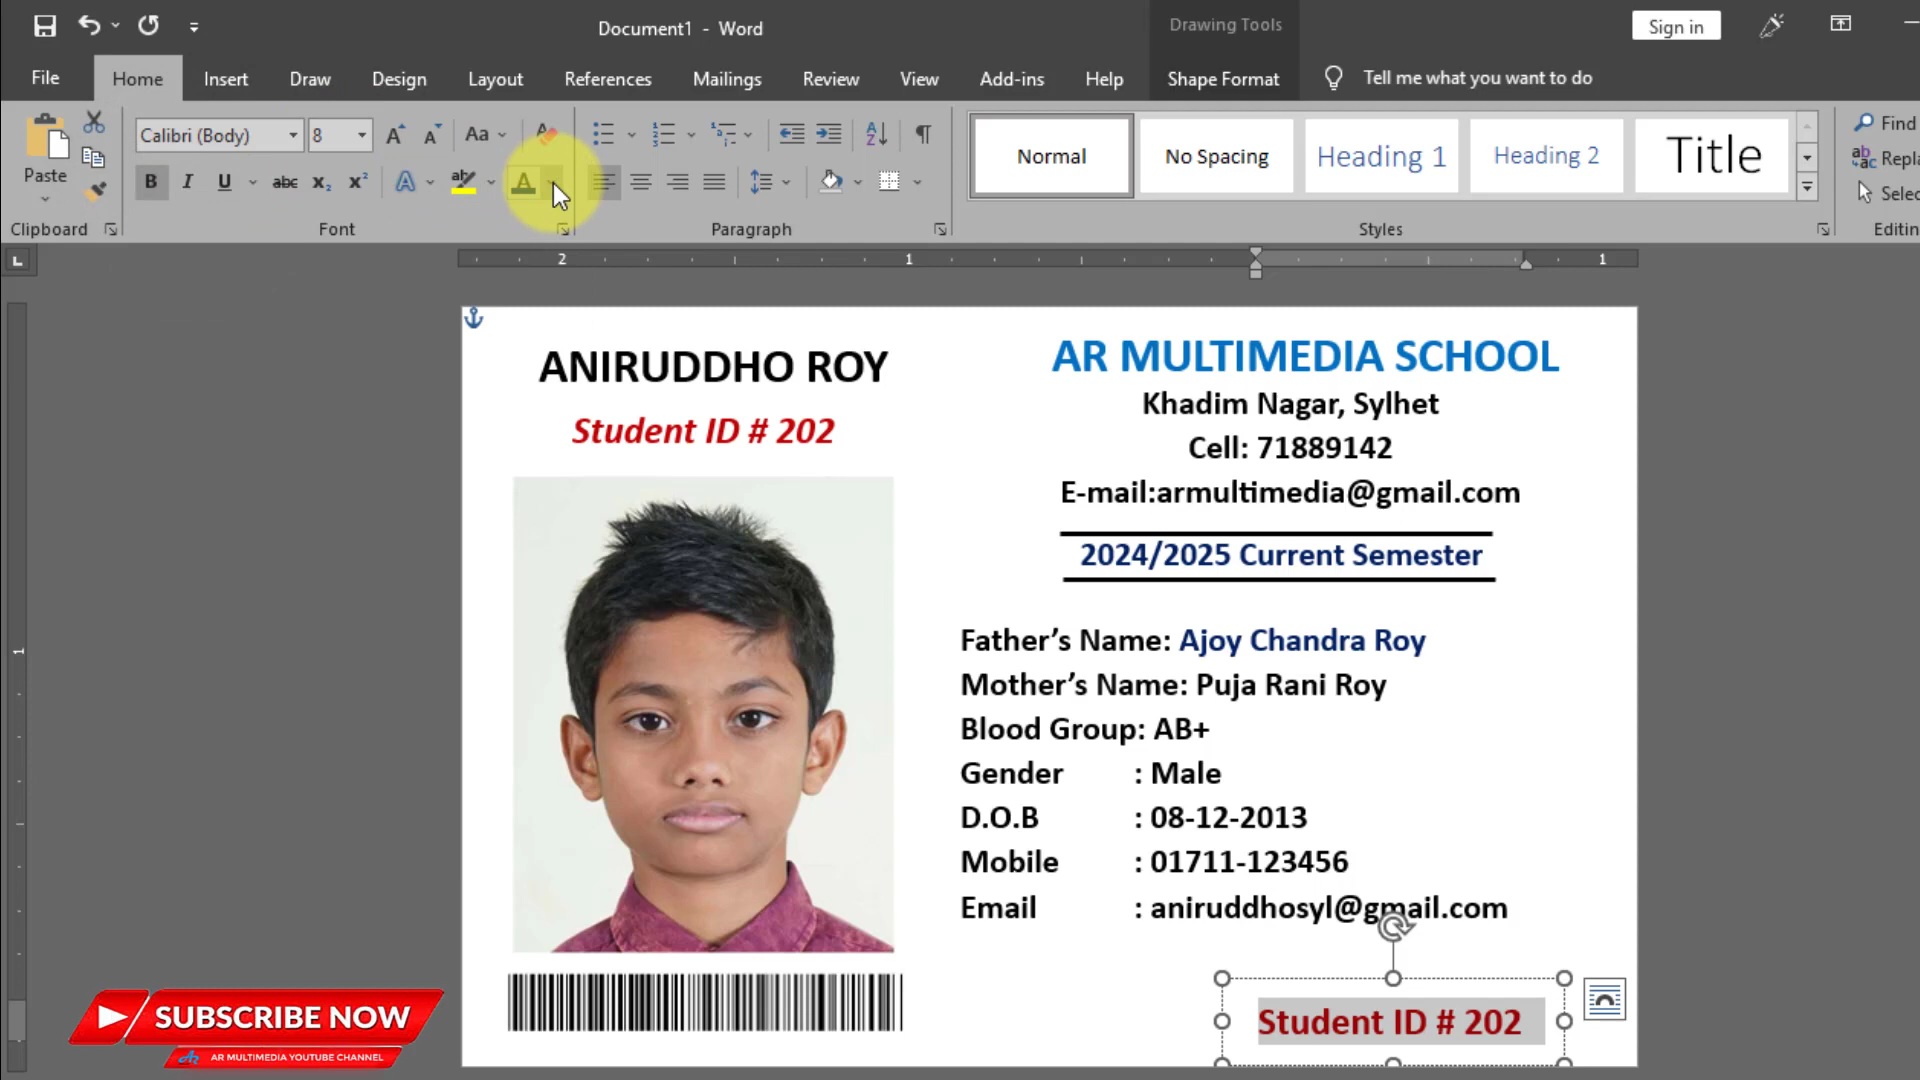 Document1 - Word
Drawing Tools
Sign in
File
Home
Insert
Draw
Design
Layout
References
Mailings
Review
View
Add-ins
Help
Shape Format
Tell me what you want to do
Paste
Calibri (Body)
8
Aa
Normal
No Spacing
Heading 1
Heading 2
Title
Find
Clipboard
Font
Paragraph
Styles
2
1
1
1
ANIRUDDHO ROY
Student ID # 202
AR MULTIMEDIA SCHOOL
Khadim Nagar, Sylhet
Cell: 71889142
E-mail:armultimedia@gmail.com
2024/2025 Current Semester
Father’s Name: Ajoy Chandra Roy
Mother’s Name: Puja Rani Roy
Blood Group: AB+
Gender : Male
D.O.B : 08-12-2013
Mobile : 01711-123456
Email : aniruddhosyl@gmail.com
Student ID # 202
SUBSCRIBE NOW
AR MULTIMEDIA YOUTUBE CHANNEL